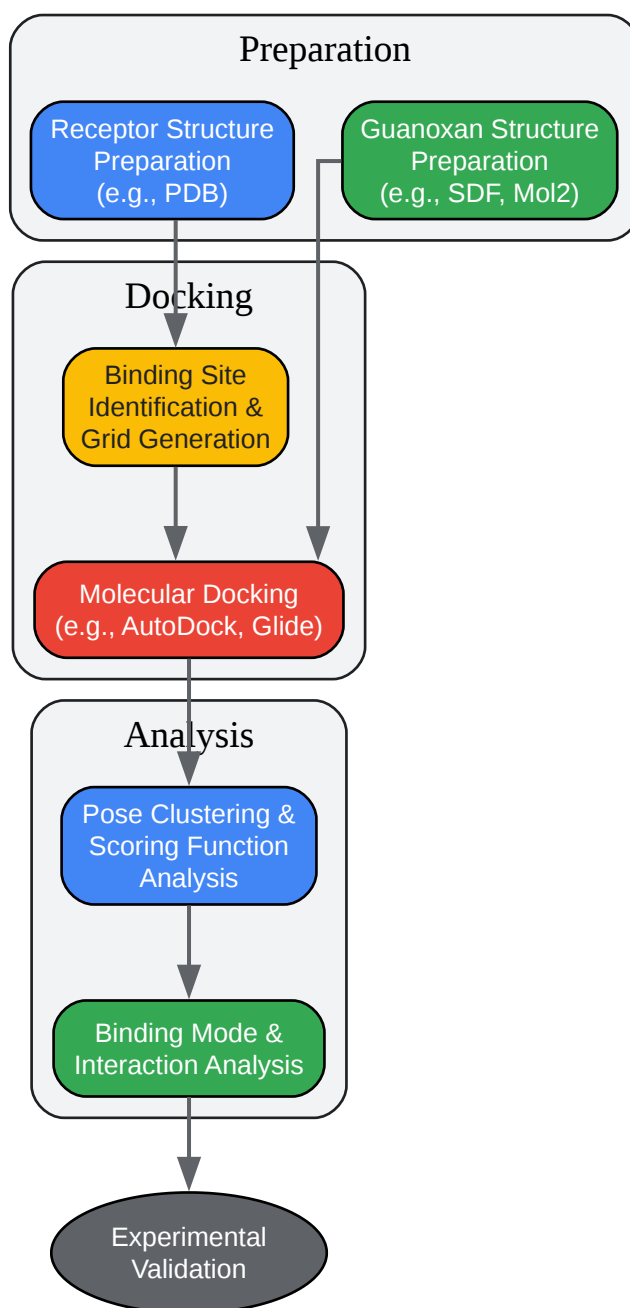 Preparation
Receptor Structure
Preparation
(e.g., PDB)
Guanoxan Structure
Preparation
(e.g., SDF, Mol2)
Docking
Binding Site
Identification &
Grid Generation
Molecular Docking
(e.g., AutoDock, Glide)
Analysis
Pose Clustering &
Scoring Function
Analysis
Binding Mode &
Interaction Analysis
Experimental
Validation